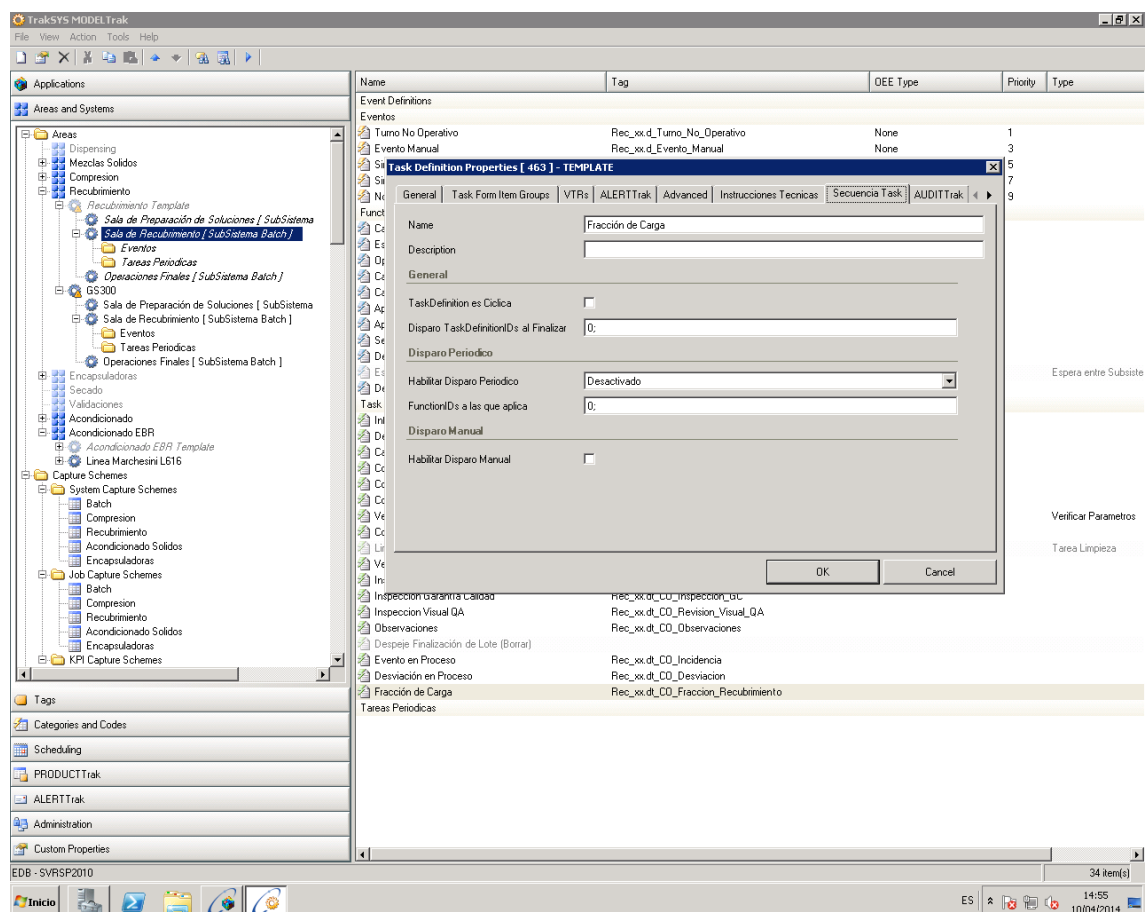 TrakSYS MODELTrak
File View Action Tools Help
Applications
Areas and Systems
Areas
Dispensing
Mezclas Solidos
Compresion
Recubrimiento
Recubrimiento Template
Sala de Preparación de Soluciones [ SubSistema
Sala de Recubrimiento [ SubSistema Batch ]
Eventos
Tareas Periodicas
Operaciones Finales [ SubSistema Batch ]
GS300
Sala de Preparación de Soluciones [ SubSistema
Sala de Recubrimiento [ SubSistema Batch ]
Eventos
Tareas Periodicas
Operaciones Finales [ SubSistema Batch ]
Encapsuladoras
Secado
Validaciones
Acondicionado
Acondicionado EBR
Acondicionado EBR Template
Linea Marchesini L616
Capture Schemes
System Capture Schemes
Batch
Compresion
Recubrimiento
Acondicionado Solidos
Encapsuladoras
Job Capture Schemes
Batch
Compresion
Recubrimiento
Acondicionado Solidos
Encapsuladoras
KPI Capture Schemes
Tags
Categories and Codes
Scheduling
PRODUCTTrak
ALERTTrak
Administration
Custom Properties
Name Tag OEE Type Priority Type
Event Definitions
Eventos
Turno No Operativo Rec_xx.d_Turno_No_Operativo None 1
Evento Manual Rec_xx.d_Evento_Manual None 3
5
7
9
Task Definition Properties [ 463 ] - TEMPLATE
General Task Form Item Groups VTRs ALERTTrak Advanced Instrucciones Tecnicas Secuencia Task AUDITTrak
Name Fracción de Carga
Description
General
TaskDefinition es Ciclica
Disparo TaskDefinitionIDs al Finalizar 0;
Disparo Periodico
Habilitar Disparo Periodico Desactivado
FunctionIDs a las que aplica 0;
Disparo Manual
Habilitar Disparo Manual
OK Cancel
Espera entre Subsiste
Verificar Parametros
Tarea Limpieza
Inspeccion Garantía Calidad Rec_xx.dt_CO_Inspeccion_GC
Inspeccion Visual QA Rec_xx.dt_CO_Revision_Visual_QA
Observaciones Rec_xx.dt_CO_Observaciones
Despeje Finalización de Lote (Borrar)
Evento en Proceso Rec_xx.dt_CO_Incidencia
Desviación en Proceso Rec_xx.dt_CO_Desviacion
Fracción de Carga Rec_xx.dt_CO_Fraccion_Recubrimiento
Tareas Periodicas
EDB - SVRSP2010 34 item(s)
Inicio ES 14:55
10/04/2014